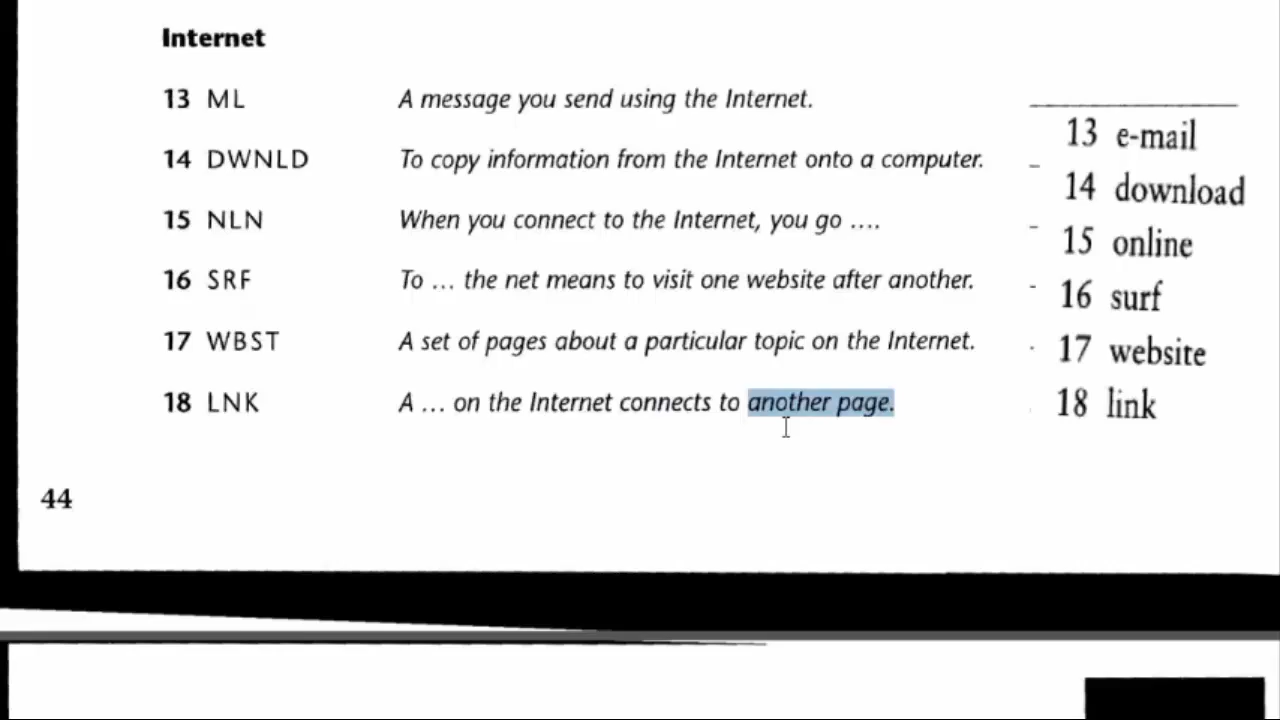 Internet
13 ML A message you send using the Internet.
13 e-mail
14 DWNLD To copy information from the Internet onto a computer.
14 download
15 NLN When you connect to the Internet, you go ....
15 online
16 SRF To ... the net means to visit one website after another.
16 surf
17 WBST A set of pages about a particular topic on the Internet.
17 website
18 LNK A ... on the Internet connects to another page.
18 link
44